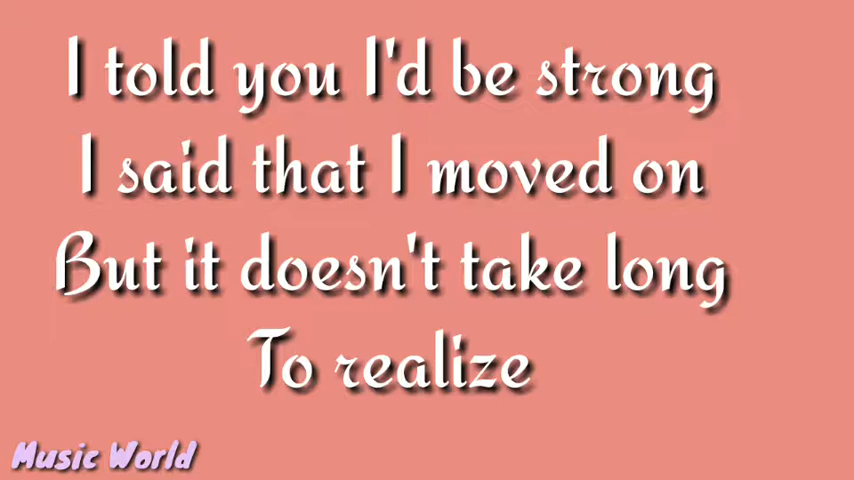 I told you I'd be strong
I said that I moved on
But it doesn't take long
To realize
Music World